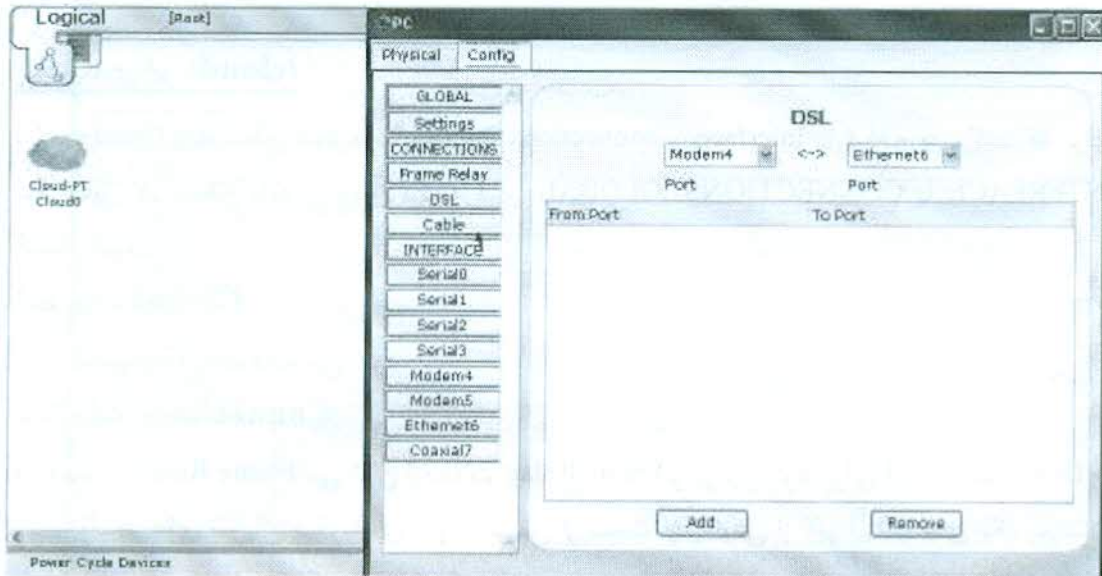 Logical [Root]
Cloud-PT
Cloud0
Power Cycle Devices
Physical Config
GLOBAL
Settings
CONNECTIONS
Frame Relay
DSL
Cable
INTERFACE
Serial0
Serial1
Serial2
Serial3
Modem4
Modem5
Ethernet6
Coaxial7
DSL
Modem4 <-> Ethernet6
Port Port
From Port To Port
Add Remove